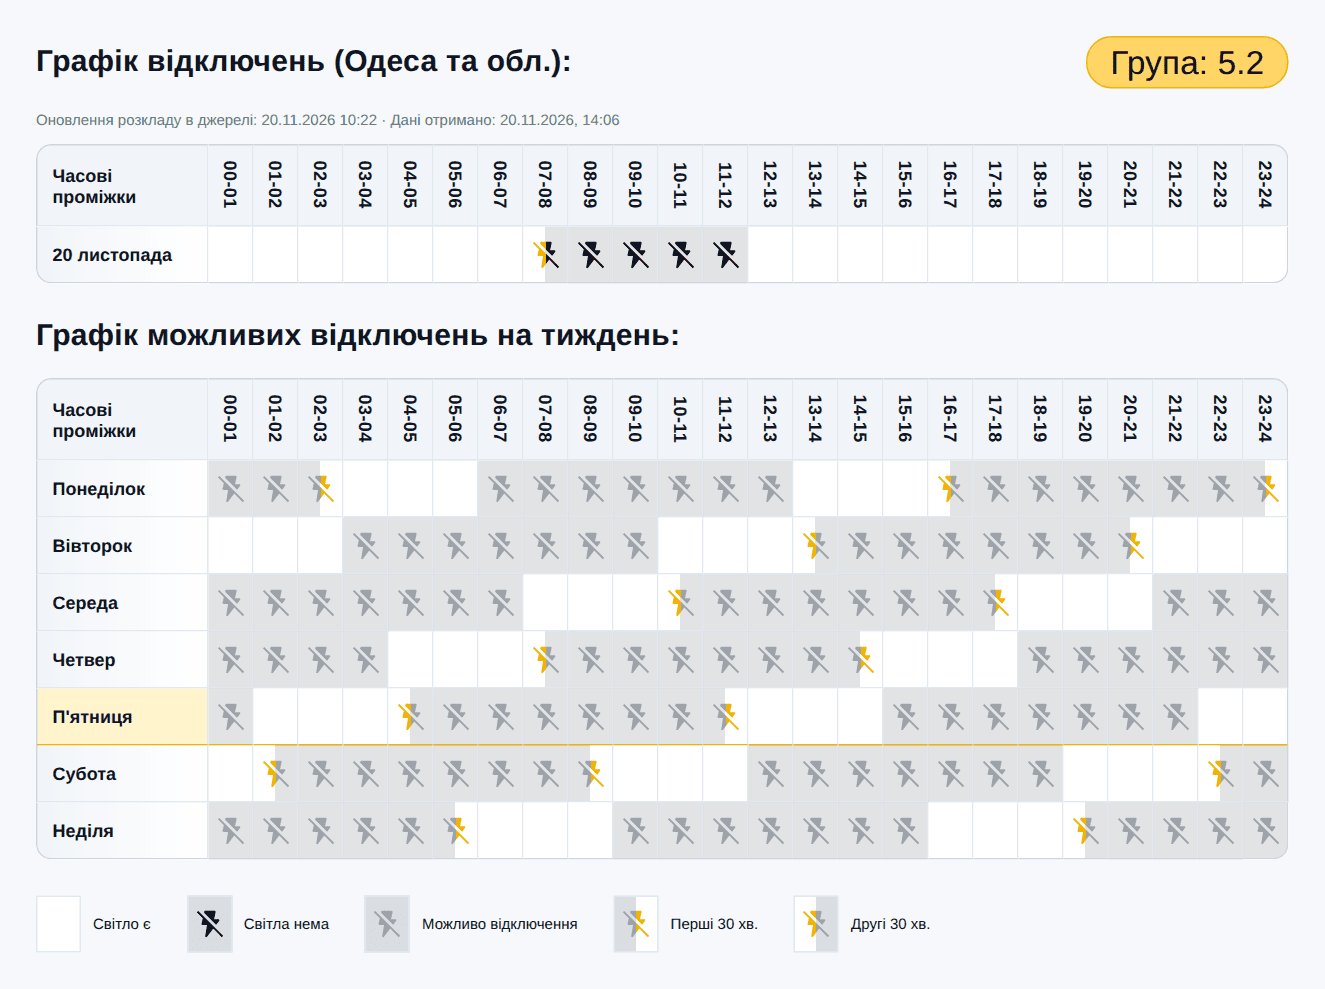 Графік відключень (Одеса та обл.):
Група: 5.2
Оновлення розкладу в джерелі: 20.11.2026 10:22 · Дані отримано: 20.11.2026, 14:06
Часові проміжки 00-01 01-02 02-03 03-04 04-05 05-06 06-07 07-08 08-09 09-10 10-11 11-12 12-13 13-14 14-15 15-16 16-17 17-18 18-19 19-20 20-21 21-22 22-23 23-24
20 листопада
Графік можливих відключень на тиждень:
Часові проміжки 00-01 01-02 02-03 03-04 04-05 05-06 06-07 07-08 08-09 09-10 10-11 11-12 12-13 13-14 14-15 15-16 16-17 17-18 18-19 19-20 20-21 21-22 22-23 23-24
Понеділок
Вівторок
Середа
Четвер
П'ятниця
Субота
Неділя
Світло є Світла нема Можливо відключення Перші 30 хв. Другі 30 хв.